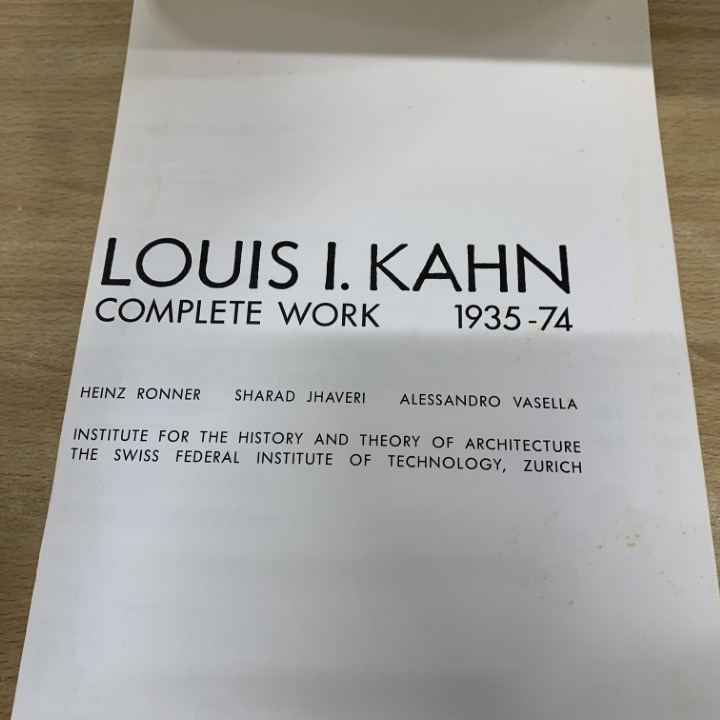 LOUIS I. KAHN
COMPLETE WORK 1935-74
HEINZ RONNER SHARAD JHAVERI ALESSANDRO VASELLA
INSTITUTE FOR THE HISTORY AND THEORY OF ARCHITECTURE
THE SWISS FEDERAL INSTITUTE OF TECHNOLOGY, ZURICH